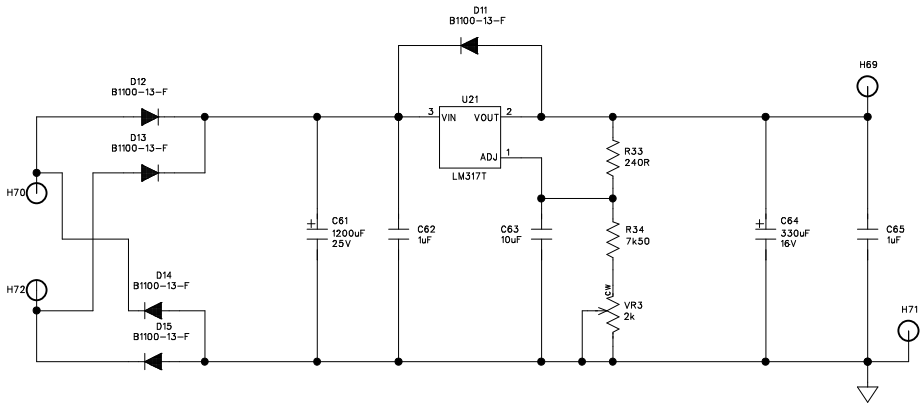 D11
B1100-13-F
H69
D12
B1100-13-F
U21
3
VIN
VOUT
2
D13
B1100-13-F
ADJ
1
R33
240R
LM317T
H70
+
C61
1200uF
25V
C62
1uF
C63
10uF
R34
7k50
+
C64
330uF
16V
C65
1uF
D14
B1100-13-F
H72
CW
VR3
2k
H71
D15
B1100-13-F